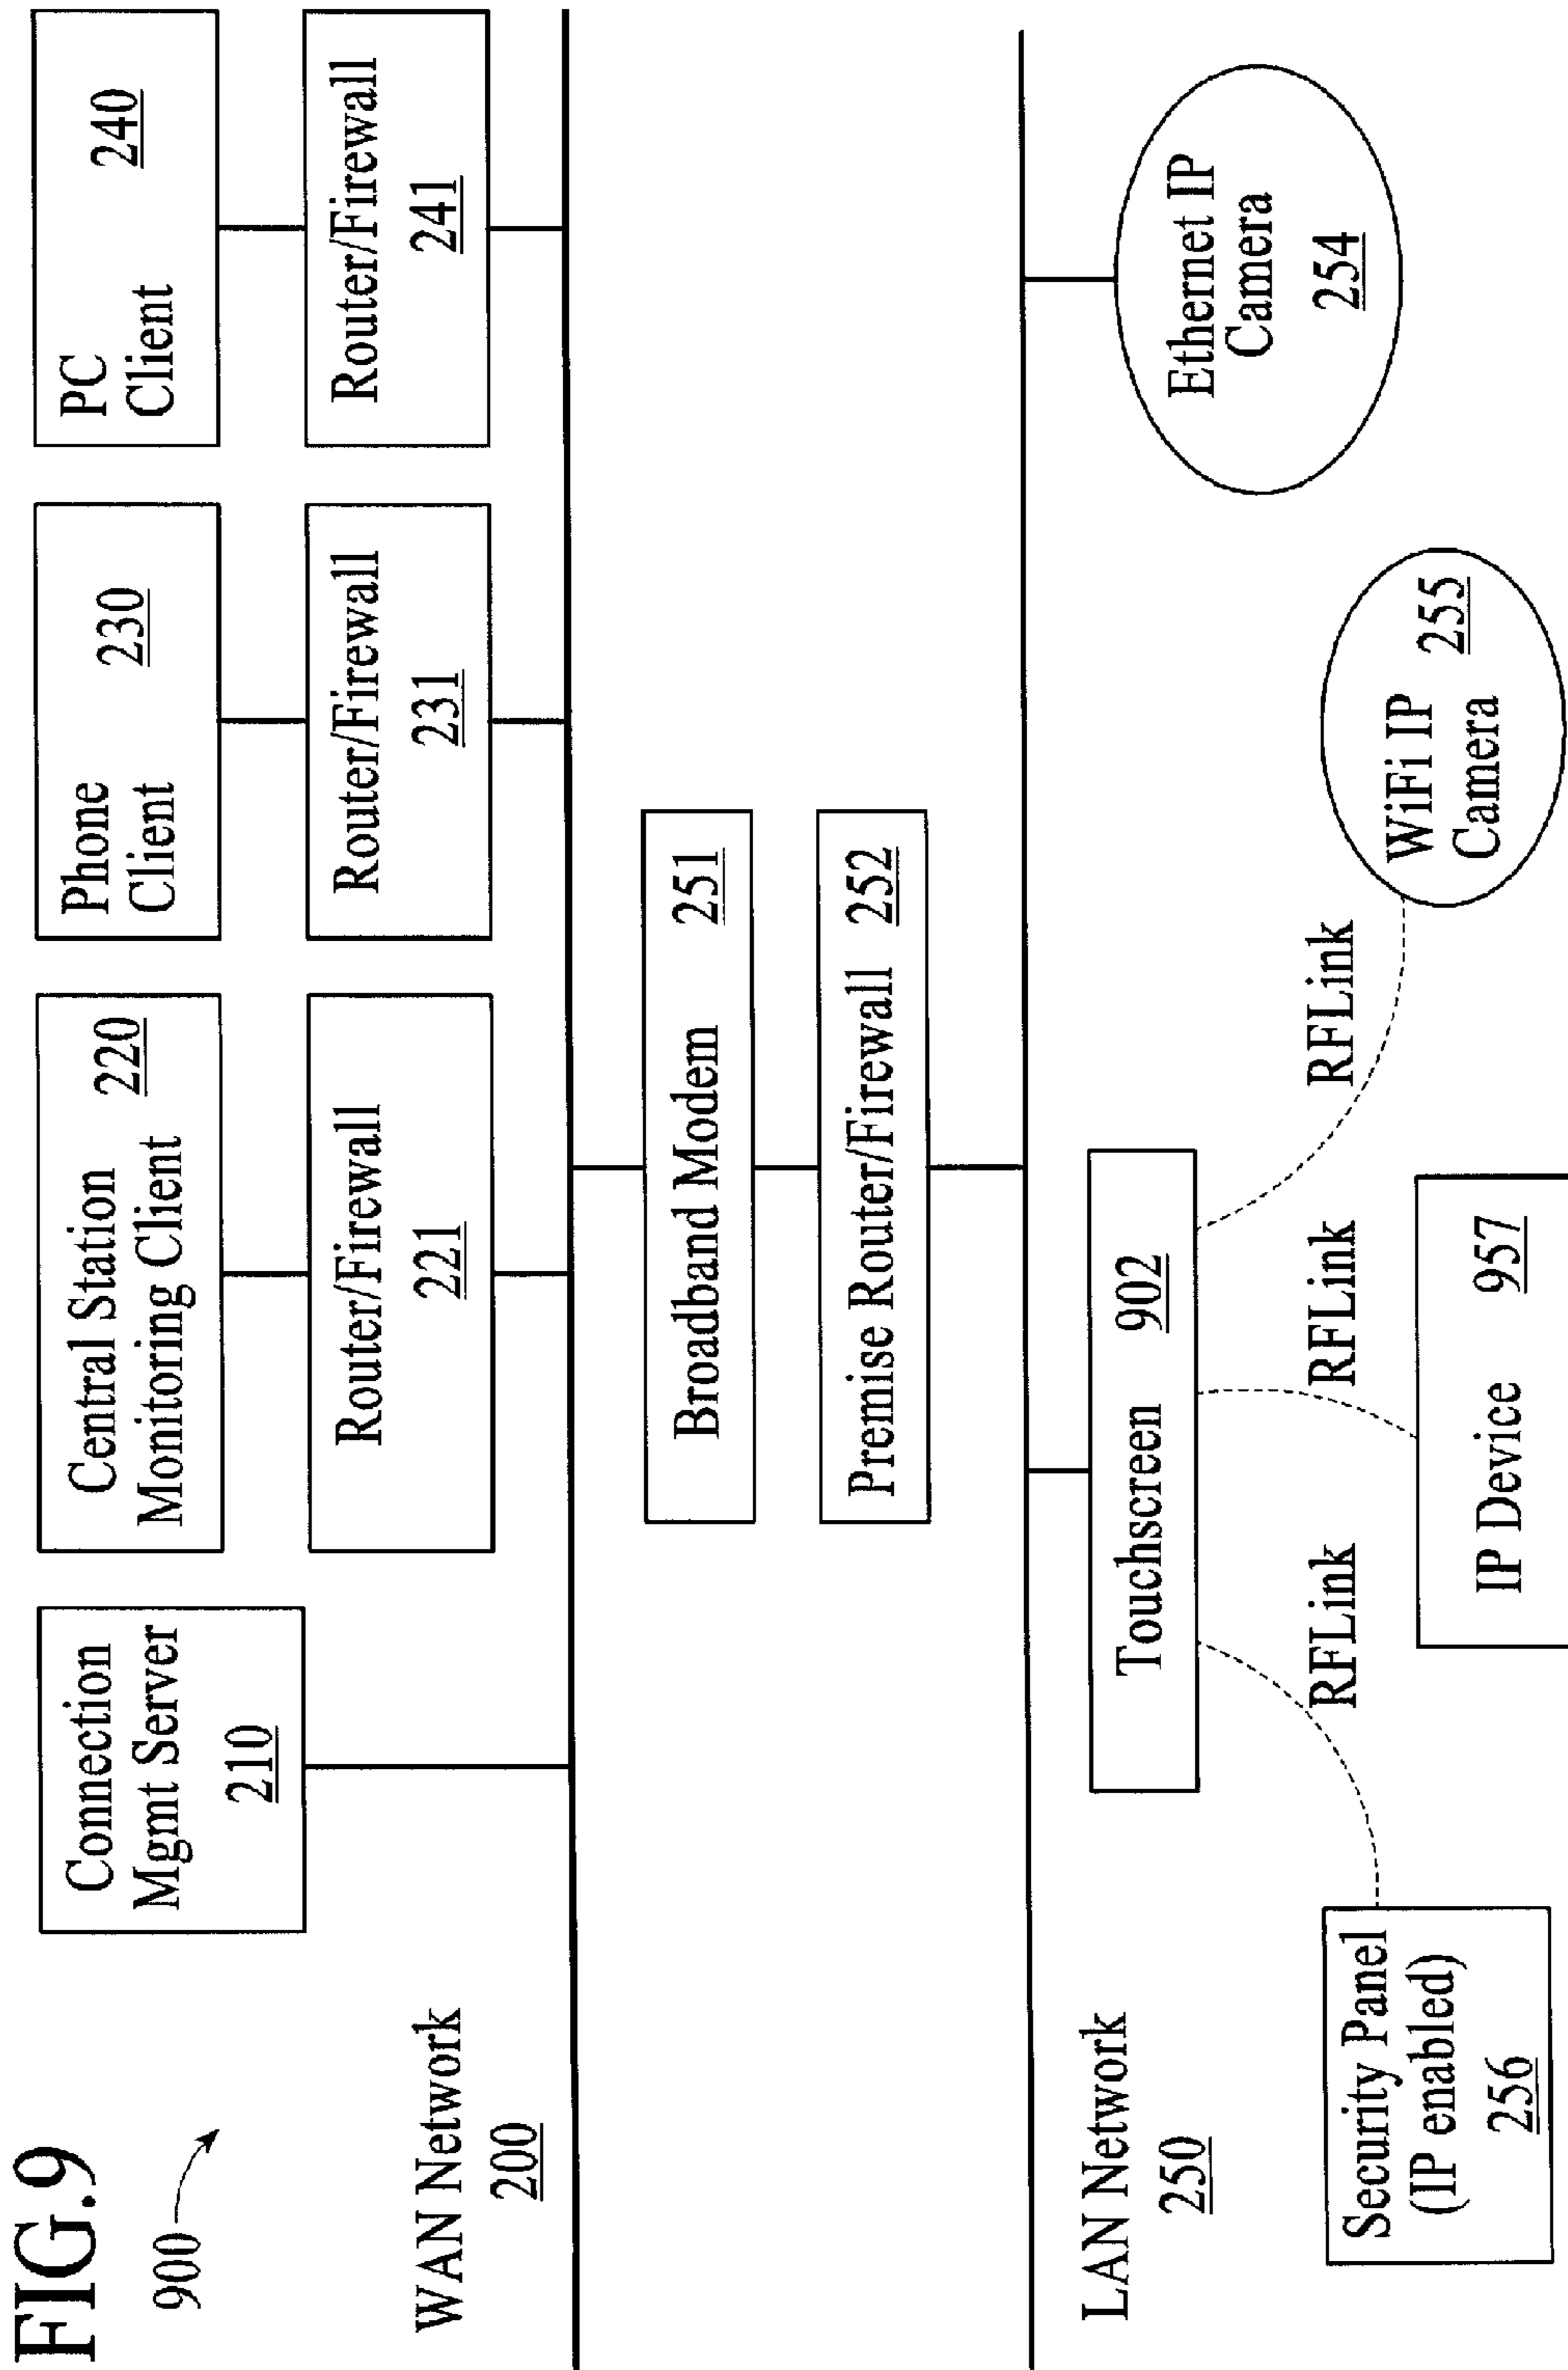 FIG.9
900
Connection
Mgmt Server
210
Central Station
Monitoring Client
220
Phone
Client
230
PC
Client
240
Router/Firewall
221
Router/Firewall
231
Router/Firewall
241
WAN Network
200
Broadband Modem 251
Premise Router/Firewall 252
LAN Network
250
Touchscreen 902
Ethernet IP
Camera
254
RFLink
RFLink
RFLink
Security Panel
(IP enabled)
256
IP Device 957
WiFi IP
Camera
255